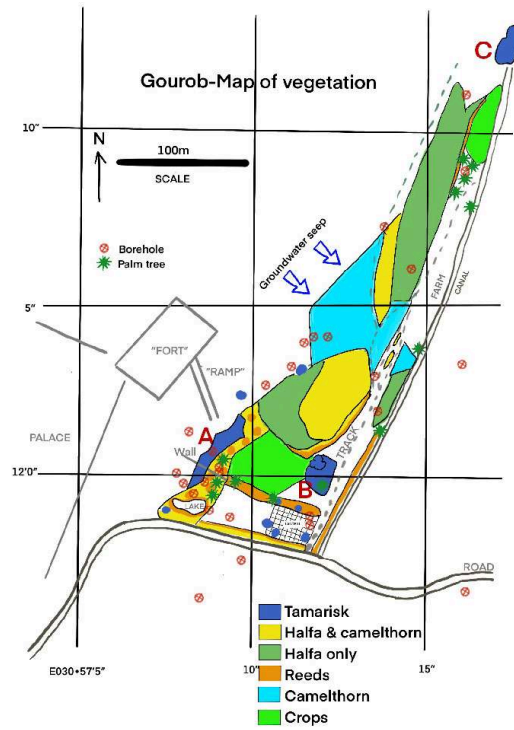 C
Gourob-Map of vegetation
10"
N
100m
SCALE
Borehole
Palm tree
Groundwater seep
5"
FARM
CANAL
"FORT"
"RAMP"
PALACE
A
Wall
TRACK
12'0"
B
LAKE
ROAD
E030•57'5"
10"
15"
Tamarisk
Halfa & camelthorn
Halfa only
Reeds
Camelthorn
Crops